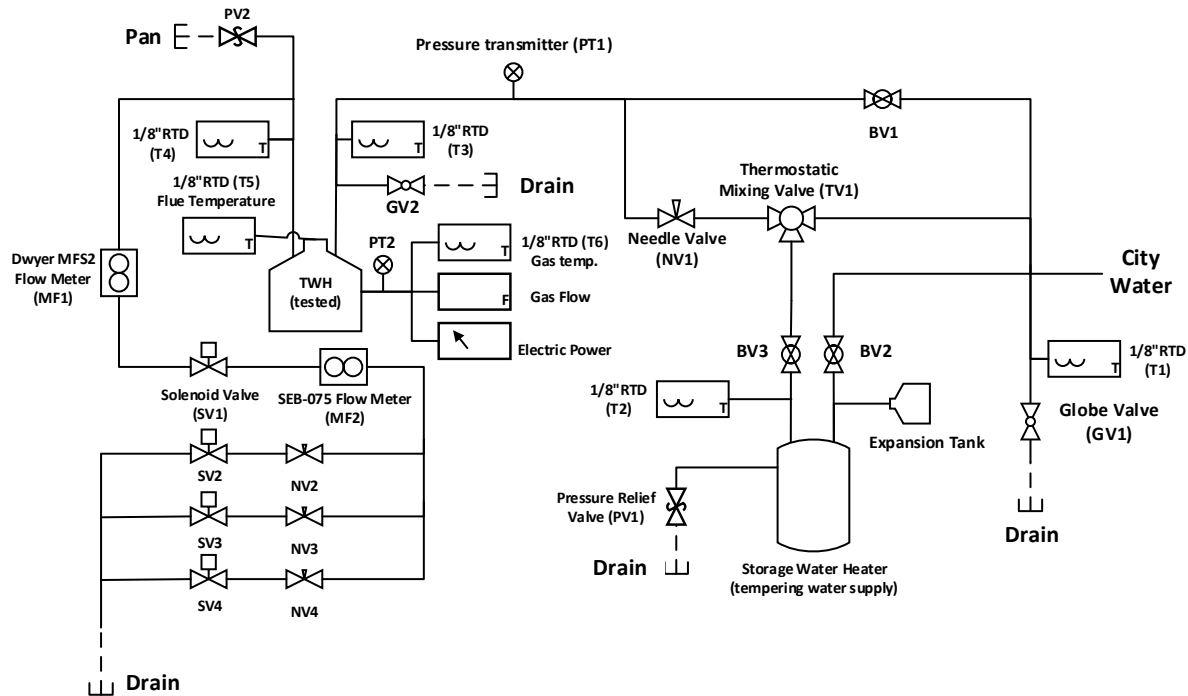 PV2
Pan
Pressure transmitter (PT1)
1/8"RTD
(T4)
T
1/8"RTD
(T3)
T
BV1
1/8"RTD (T5)
Flue Temperature
T
GV2
Drain
Thermostatic
Mixing Valve (TV1)
Needle Valve
(NV1)
Dwyer MFS2
Flow Meter
(MF1)
TWH
(tested)
PT2
T
1/8"RTD (T6)
Gas temp.
F
Gas Flow
Electric Power
City
Water
BV3
BV2
1/8"RTD
(T1)
T
Solenoid Valve
(SV1)
SEB-075 Flow Meter
(MF2)
1/8"RTD
(T2)
T
Expansion Tank
Globe Valve
(GV1)
SV2
NV2
SV3
NV3
SV4
NV4
Pressure Relief
Valve (PV1)
Drain
Drain
Storage Water Heater
(tempering water supply)
Drain